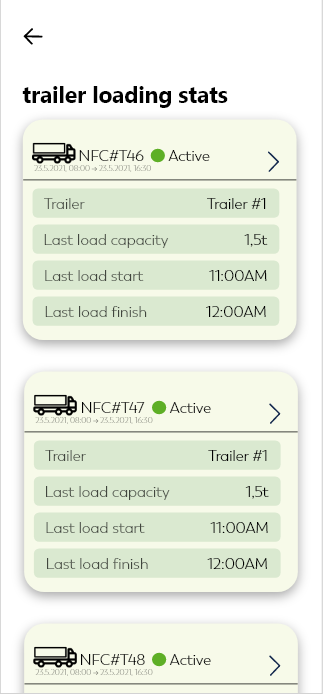 trailer loading stats
NFC#T46 Active
23.5.2021, 08:00 → 23.5.2021, 16:30
Trailer Trailer #1
Last load capacity 1,5t
Last load start 11:00AM
Last load finish 12:00AM
NFC#T47 Active
23.5.2021, 08:00 → 23.5.2021, 16:30
Trailer Trailer #1
Last load capacity 1,5t
Last load start 11:00AM
Last load finish 12:00AM
NFC#T48 Active
23.5.2021, 08:00 → 23.5.2021, 16:30